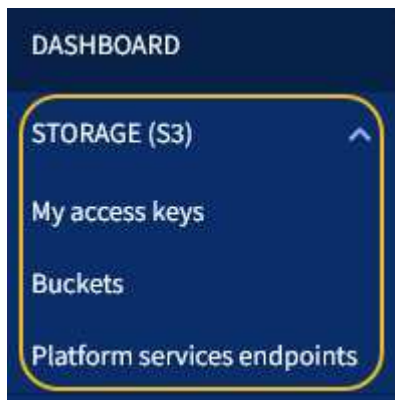 DASHBOARD
STORAGE (S3)
My access keys
Buckets
Platform services endpoints